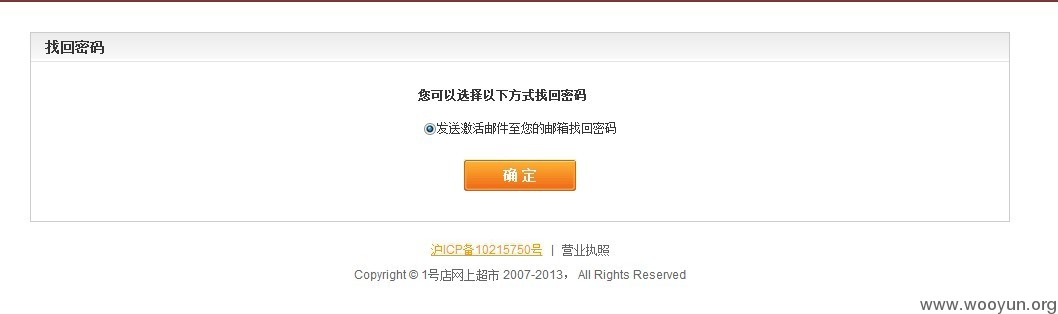 找回密码
您可以选择以下方式找回密码
发送激活邮件至您的邮箱找回密码
确 定
沪ICP备10215750号 | 营业执照
Copyright © 1号店网上超市 2007-2013， All Rights Reserved
www.wooyun.org